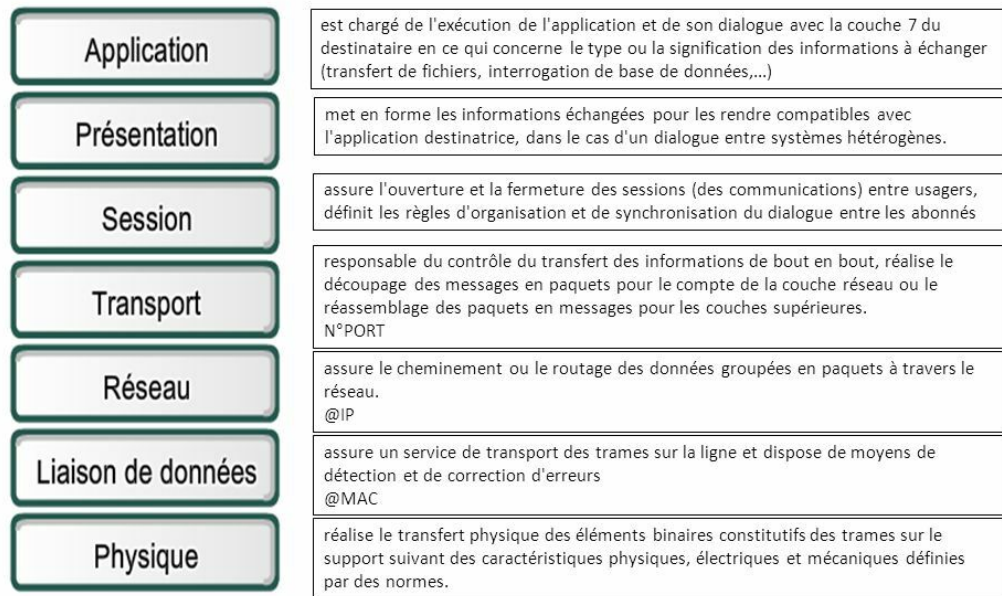 Application
est chargé de l'exécution de l'application et de son dialogue avec la couche 7 du
destinataire en ce qui concerne le type ou la signification des informations à échanger
(transfert de fichiers, interrogation de base de données,...)
Présentation
met en forme les informations échangées pour les rendre compatibles avec
l'application destinatrice, dans le cas d'un dialogue entre systèmes hétérogènes.
Session
assure l'ouverture et la fermeture des sessions (des communications) entre usagers,
définit les règles d'organisation et de synchronisation du dialogue entre les abonnés
Transport
responsable du contrôle du transfert des informations de bout en bout, réalise le
découpage des messages en paquets pour le compte de la couche réseau ou le
réassemblage des paquets en messages pour les couches supérieures.
N°PORT
Réseau
assure le cheminement ou le routage des données groupées en paquets à travers le
réseau.
@IP
Liaison de données
assure un service de transport des trames sur la ligne et dispose de moyens de
détection et de correction d'erreurs
@MAC
Physique
réalise le transfert physique des éléments binaires constitutifs des trames sur le
support suivant des caractéristiques physiques, électriques et mécaniques définies
par des normes.